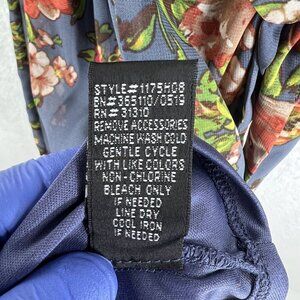 STYLE#1175H08
BN#365110/0519
RN#31310
REMOVE ACCESSORIES
MACHINE WASH COLD
GENTLE CYCLE
WITH LIKE COLORS
NON-CHLORINE
BLEACH ONLY
IF NEEDED
LINE DRY
COOL IRON
IF NEEDED